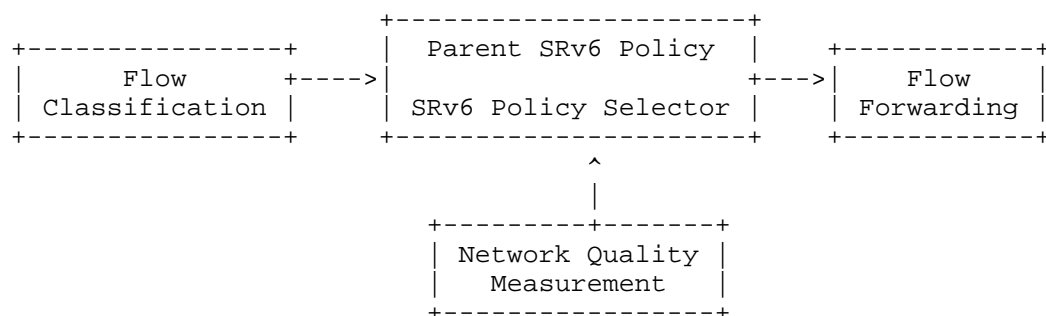 Parent SRv6 Policy
Flow
Classification
SRv6 Policy Selector
Flow
Forwarding
Network Quality
Measurement